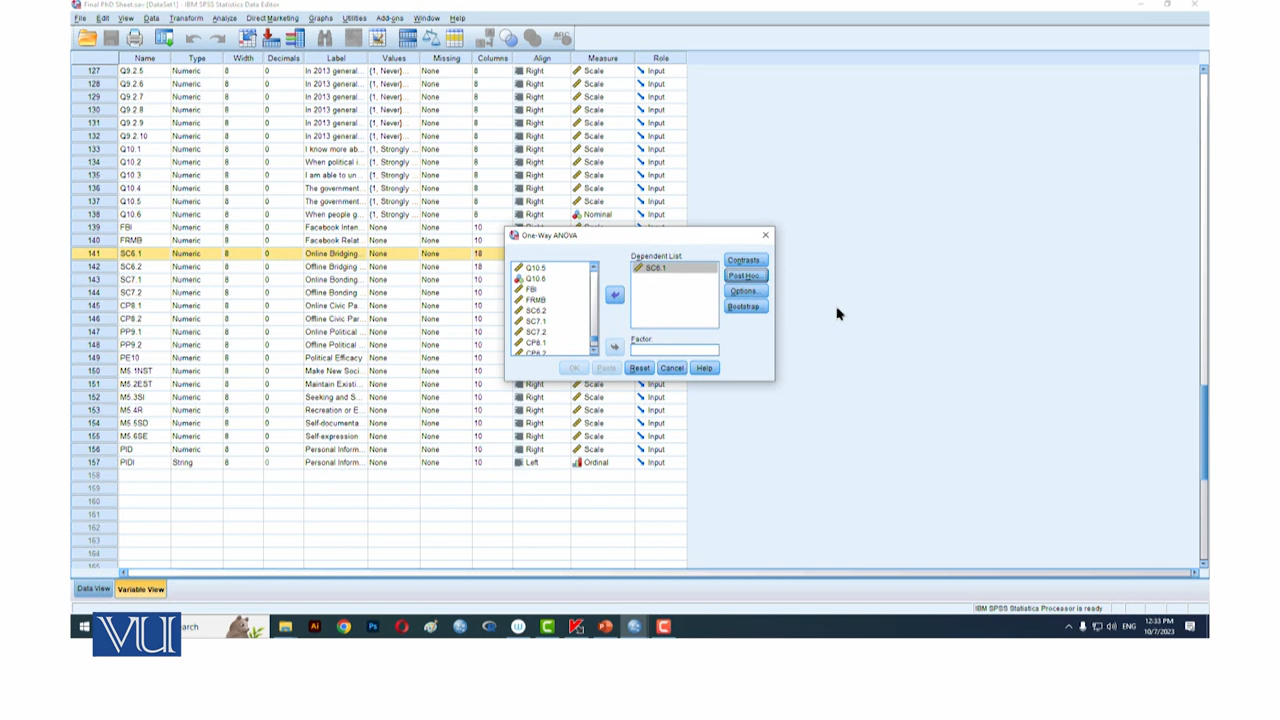 Final PhD Sheet.sav [DataSet1] - IBM SPSS Statistics Data Editor
File Edit View Data Transform Analyze Direct Marketing Graphs Utilities Add-ons Window Help
Name Type Width Decimals Label Values Missing Columns Align Measure Role
127 Q9.2.5 Numeric 8 0 In 2013 general... {1, Never}... None 8 Right Scale Input
128 Q9.2.6 Numeric 8 0 In 2013 general... {1, Never}... None 8 Right Scale Input
129 Q9.2.7 Numeric 8 0 In 2013 general... {1, Never}... None 8 Right Scale Input
130 Q9.2.8 Numeric 8 0 In 2013 general... {1, Never}... None 8 Right Scale Input
131 Q9.2.9 Numeric 8 0 In 2013 general... {1, Never}... None 8 Right Scale Input
132 Q9.2.10 Numeric 8 0 In 2013 general... {1, Never}... None 8 Right Scale Input
133 Q10.1 Numeric 8 0 I know more ab... {1, Strongly ... None 8 Right Scale Input
134 Q10.2 Numeric 8 0 When political i... {1, Strongly ... None 8 Right Scale Input
135 Q10.3 Numeric 8 0 I am able to un... {1, Strongly ... None 8 Right Scale Input
136 Q10.4 Numeric 8 0 The government... {1, Strongly ... None 8 Right Scale Input
137 Q10.5 Numeric 8 0 The government... {1, Strongly ... None 8 Right Scale Input
138 Q10.6 Numeric 8 0 When people g... {1, Strongly ... None 8 Right Nominal Input
139 FBI Numeric 8 0 Facebook Inten... None None 10
140 FRMB Numeric 8 0 Facebook Relat... None None 10
141 SC6.1 Numeric 8 0 Online Bridging... None None 18
142 SC6.2 Numeric 8 0 Offline Bridging ... None None 18
143 SC7.1 Numeric 8 0 Online Bonding... None None 10
144 SC7.2 Numeric 8 0 Offline Bonding... None None 10
145 CP8.1 Numeric 8 0 Online Civic Pa... None None 10
146 CP8.2 Numeric 8 0 Offline Civic Par... None None 10
147 PP9.1 Numeric 8 0 Online Political ... None None 10
148 PP9.2 Numeric 8 0 Offline Political ... None None 10
149 PE10 Numeric 8 0 Political Efficacy None None 10
150 M5.1NST Numeric 8 0 Make New Soci... None None 10
151 M5.2EST Numeric 8 0 Maintain Existi... None None 10 Right Scale Input
152 M5.3SI Numeric 8 0 Seeking and S... None None 10 Right Scale Input
153 M5.4R Numeric 8 0 Recreation or E... None None 10 Right Scale Input
154 M5.5SD Numeric 8 0 Self-documenta... None None 10 Right Scale Input
155 M5.6SE Numeric 8 0 Self-expression None None 10 Right Scale Input
156 PID Numeric 8 0 Personal Inform... None None 10 Right Scale Input
157 PIDI String 8 0 Personal Inform... None None 10 Left Ordinal Input
158
159
160
161
162
163
164
165
One-Way ANOVA
Dependent List:
Q10.5
Q10.6
FBI
FRMB
SC6.2
SC7.1
SC7.2
CP8.1
CP8.2
SC6.1
Factor:
Contrasts...
Post Hoc...
Options...
Bootstrap...
OK Paste Reset Cancel Help
Data View Variable View
IBM SPSS Statistics Processor is ready
VU
arch
ENG
12:33 PM
10/7/2023